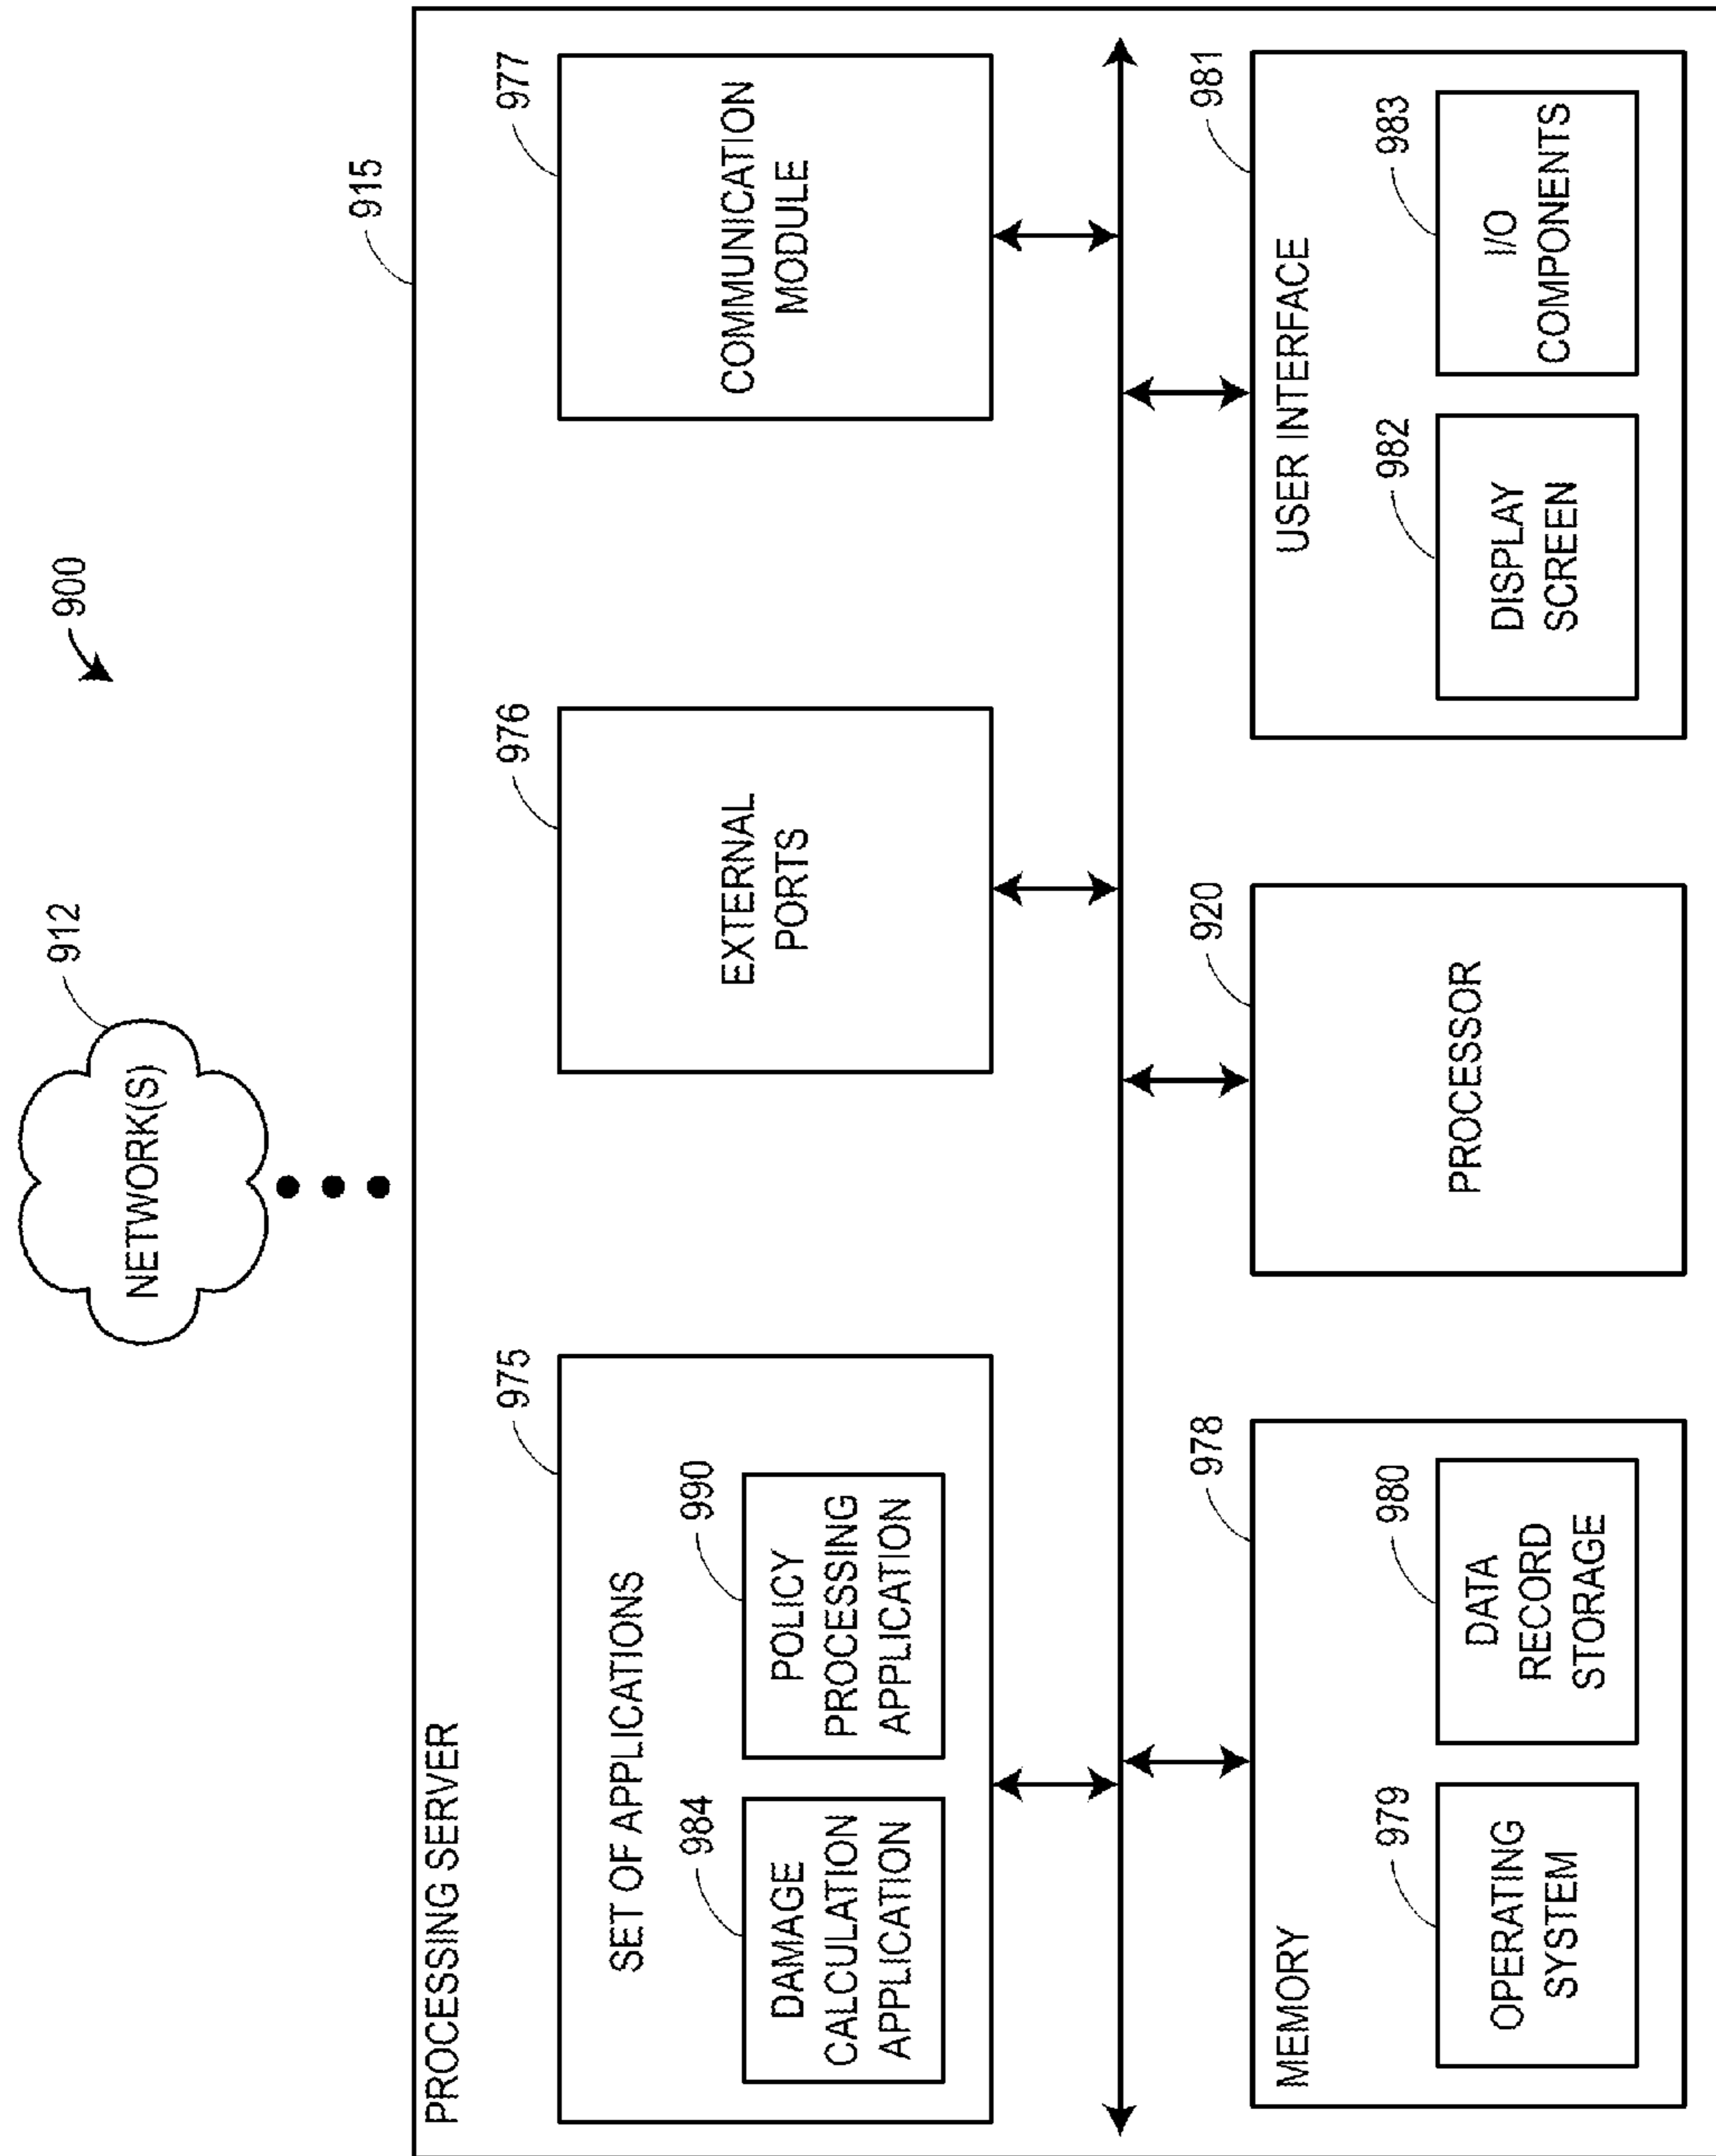 900
NETWORK(S)
912
PROCESSING SERVER
915
SET OF APPLICATIONS
975
DAMAGE
CALCULATION
APPLICATION
984
POLICY
PROCESSING
APPLICATION
990
EXTERNAL
PORTS
976
COMMUNICATION
MODULE
977
MEMORY
978
OPERATING
SYSTEM
979
DATA
RECORD
STORAGE
980
PROCESSOR
920
USER INTERFACE
981
DISPLAY
SCREEN
982
I/O
COMPONENTS
983